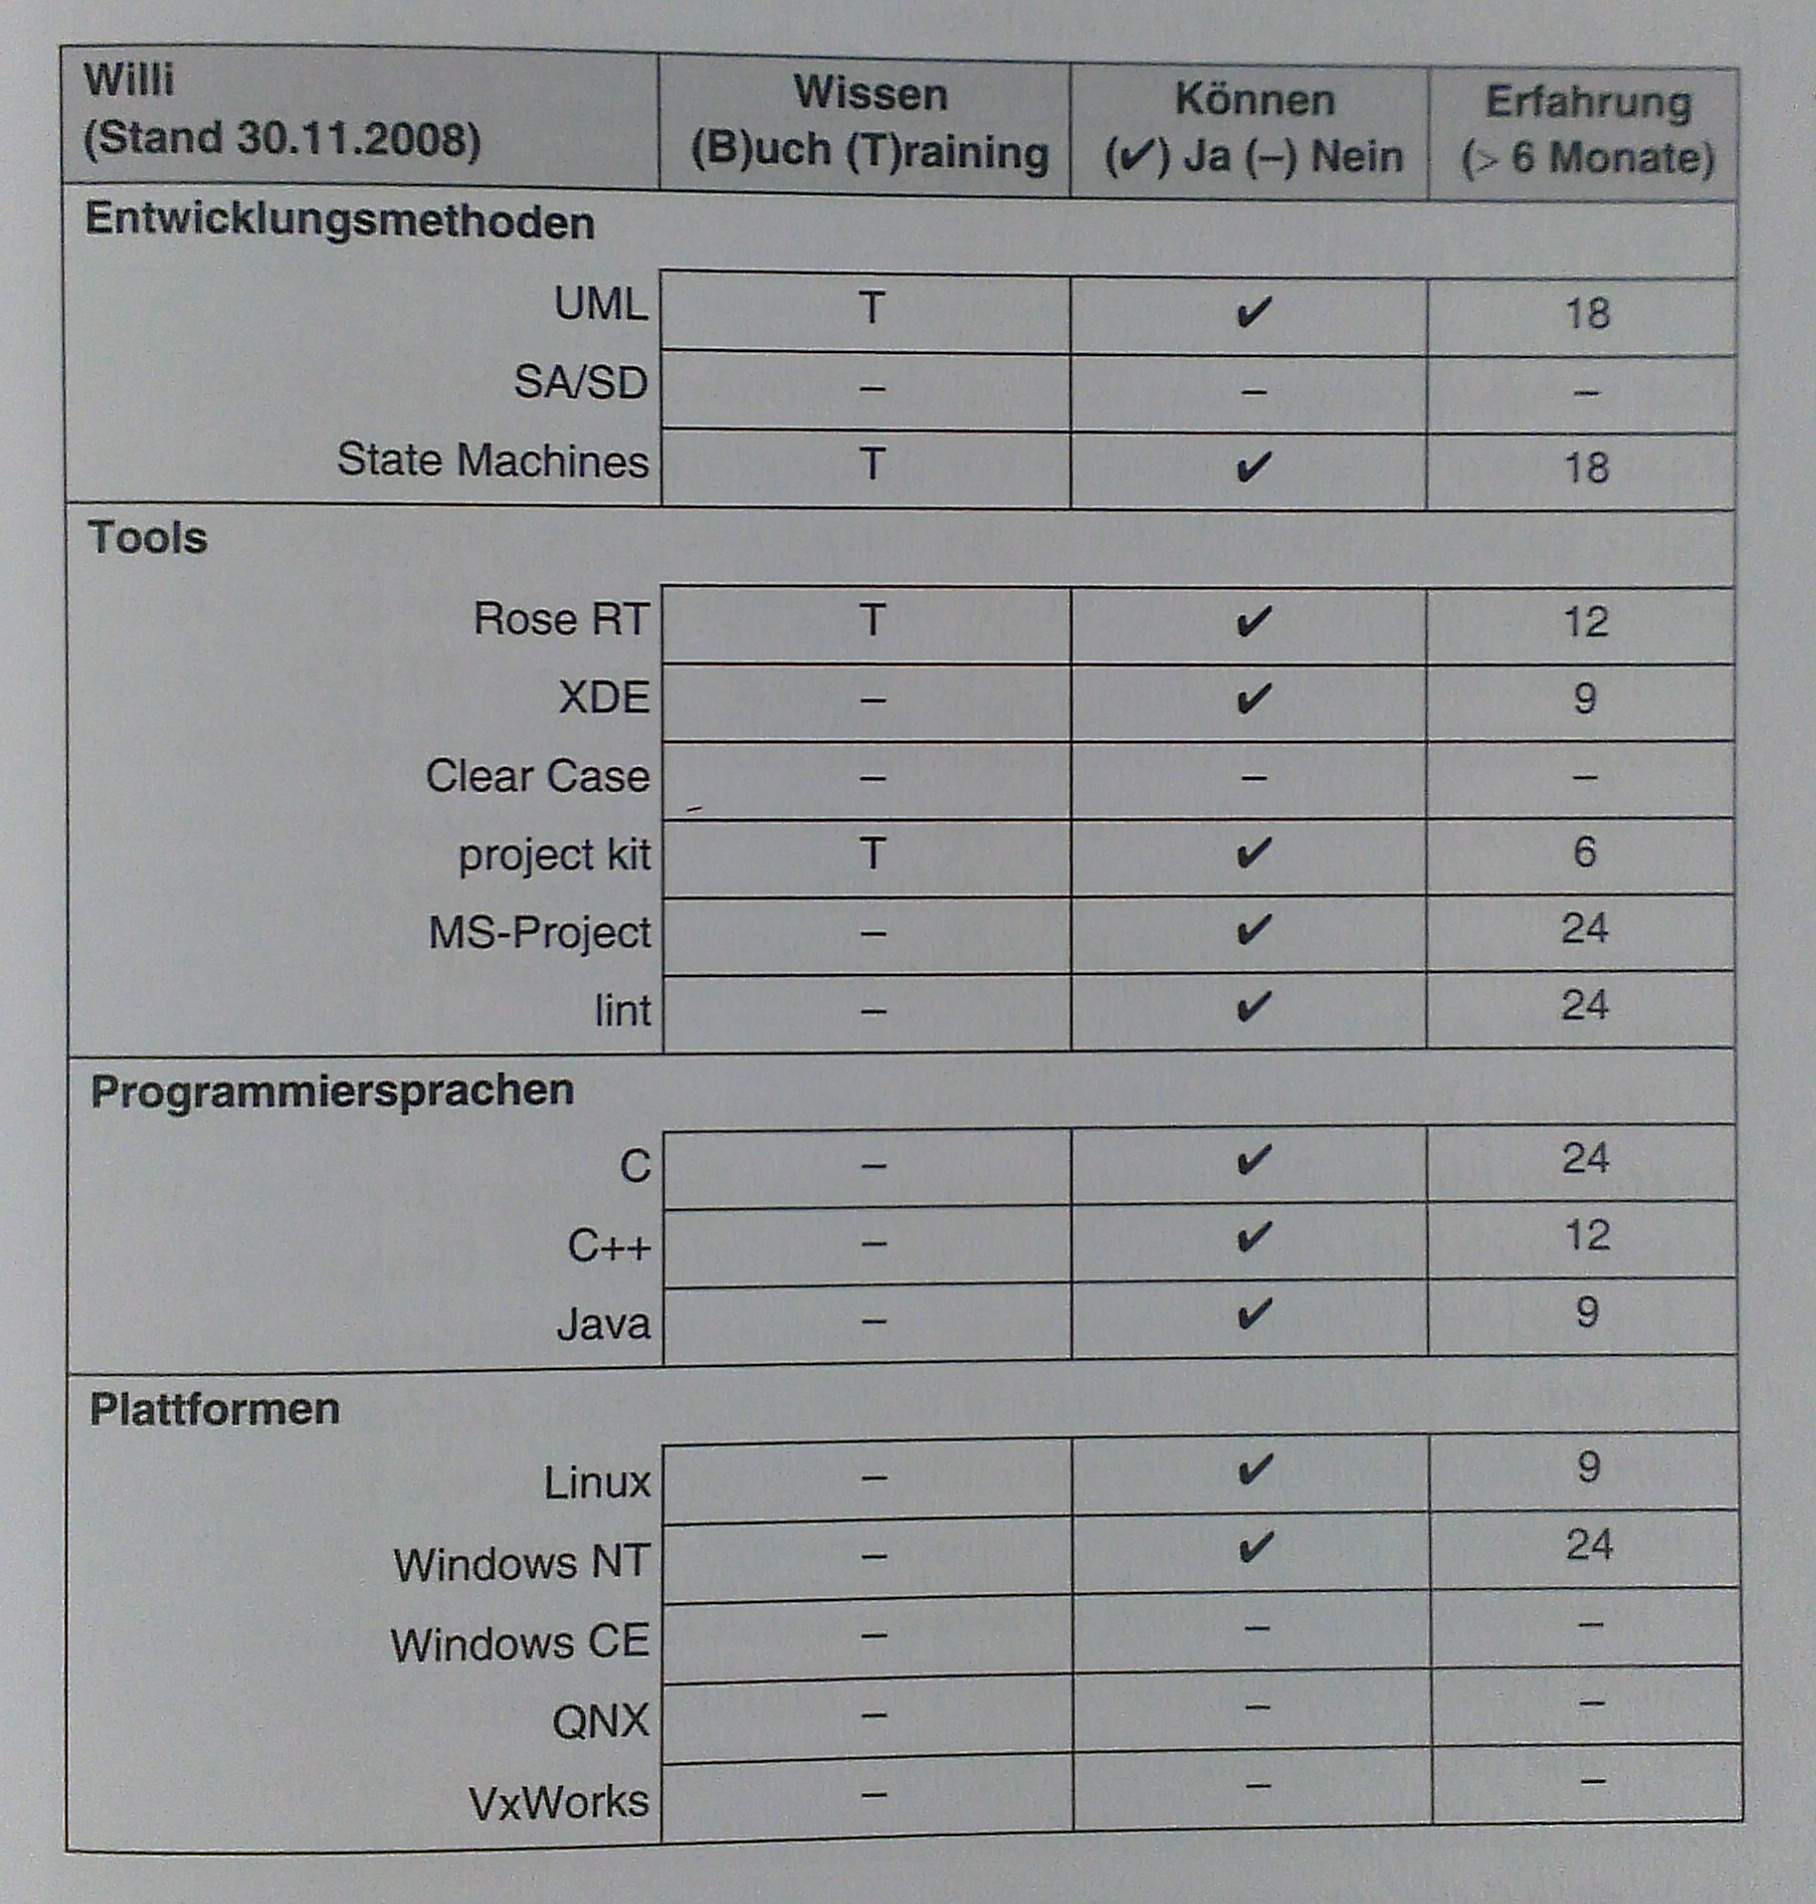 Willi
(Stand 30.11.2008)
Wissen
(B)uch (T)raining
Können
(✔) Ja (–) Nein
Erfahrung
(> 6 Monate)
Entwicklungsmethoden
UML T ✔ 18
SA/SD – – –
State Machines T ✔ 18
Tools
Rose RT T ✔ 12
XDE – ✔ 9
Clear Case – – –
project kit T ✔ 6
MS-Project – ✔ 24
lint – ✔ 24
Programmiersprachen
C – ✔ 24
C++ – ✔ 12
Java – ✔ 9
Plattformen
Linux – ✔ 9
Windows NT – ✔ 24
Windows CE – – –
QNX – – –
VxWorks – – –